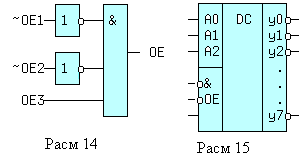 ~OE1
1
&
~OE2
1
OE
OE3
Расм 14
A0
DC
y0
A1
y1
A2
y2
.
&
.
OE
.
y7
Расм 15